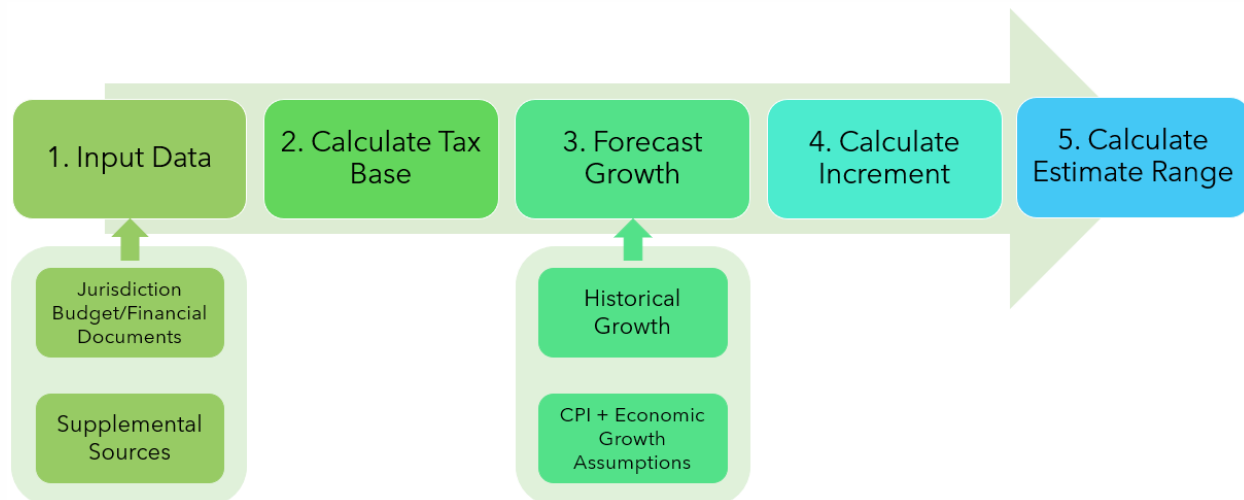 1. Input Data
2. Calculate Tax
Base
3. Forecast
Growth
4. Calculate
Increment
5. Calculate
Estimate Range
Jurisdiction
Budget/Financial
Documents
Supplemental
Sources
Historical
Growth
CPI + Economic
Growth
Assumptions